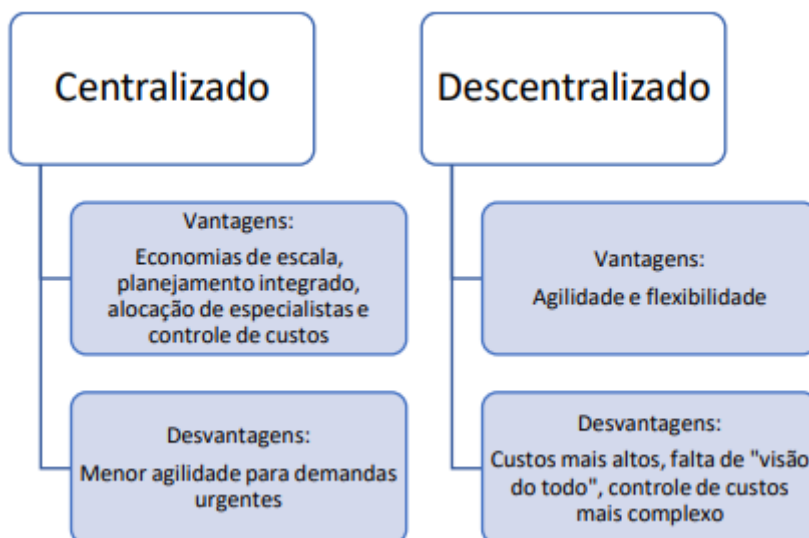 Centralizado
Vantagens:
Economias de escala,
planejamento integrado,
alocação de especialistas e
controle de custos
Desvantagens:
Menor agilidade para demandas
urgentes
Descentralizado
Vantagens:
Agilidade e flexibilidade
Desvantagens:
Custos mais altos, falta de "visão
do todo", controle de custos
mais complexo